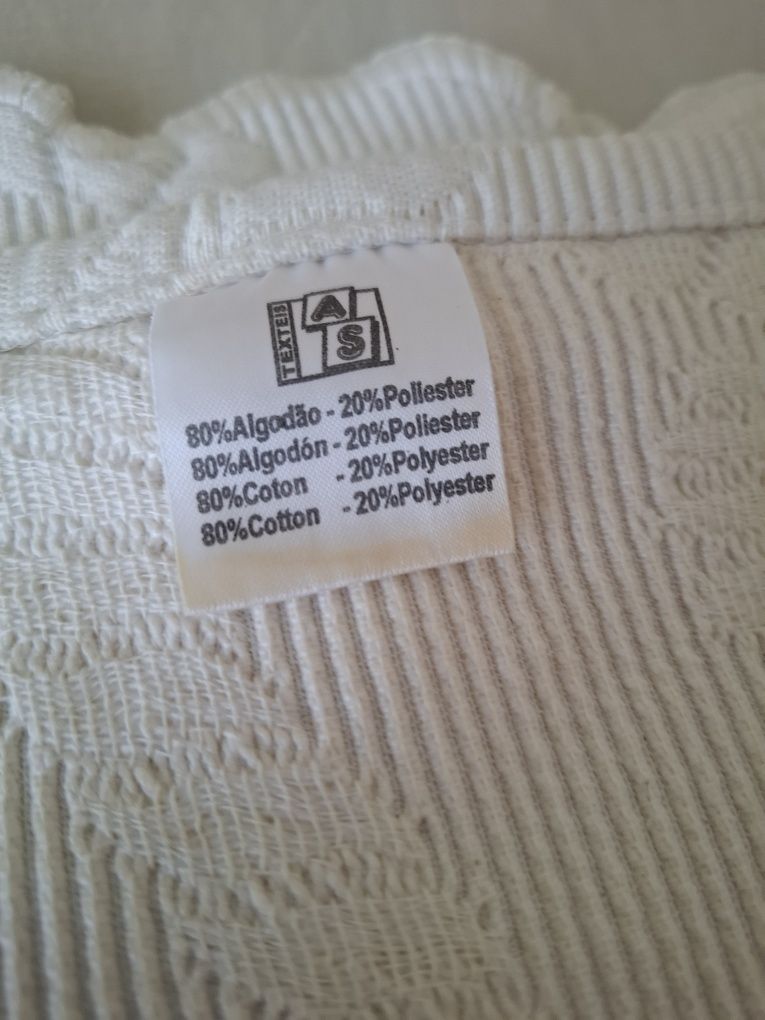 TEXTEIS
A
S
80%Algodão - 20%Poliester
80%Algodón - 20%Poliester
80%Coton - 20%Polyester
80%Cotton - 20%Polyester